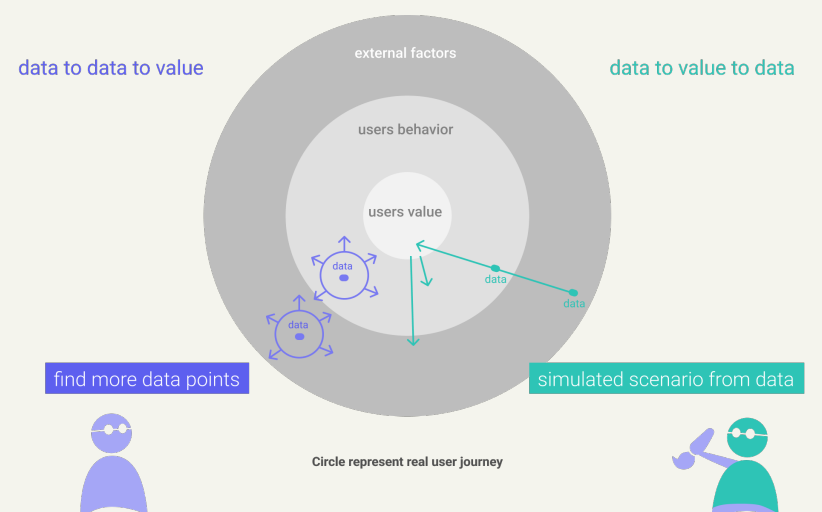 external factors
data to data to value
data to value to data
users behavior
users value
data
data
data
data
find more data points
simulated scenario from data
Circle represent real user journey